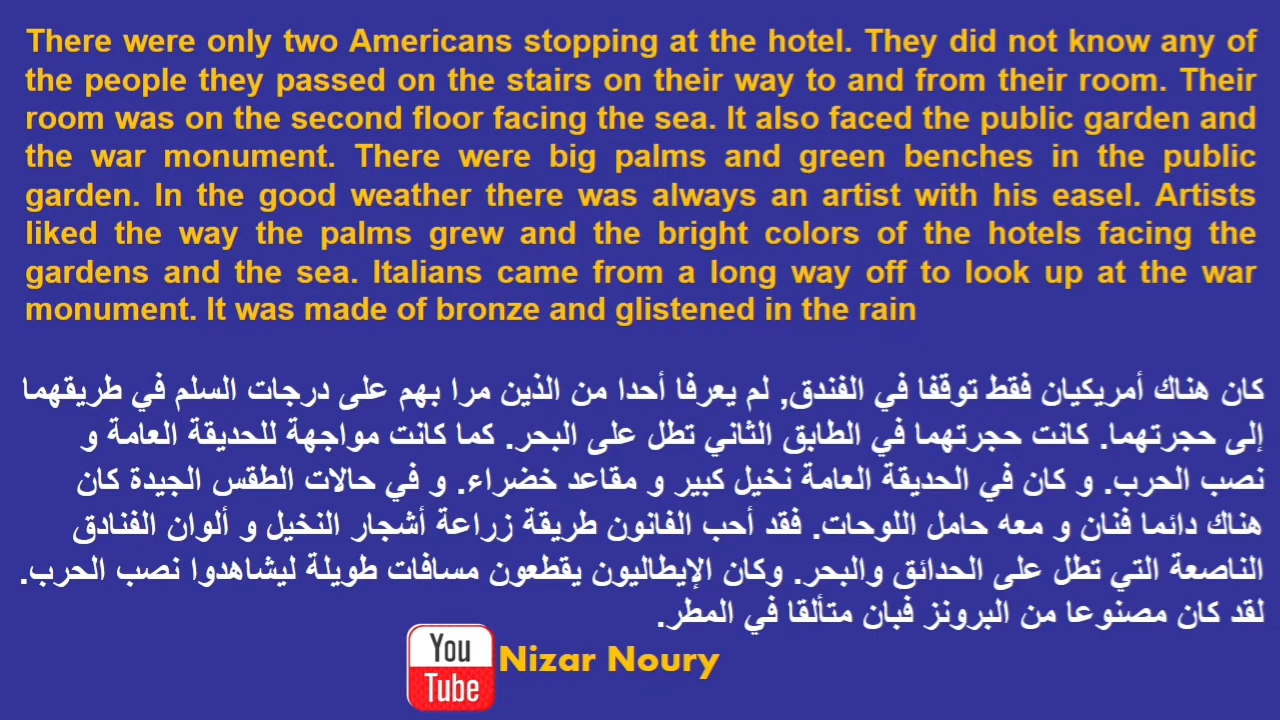 There were only two Americans stopping at the hotel. They did not know any of
the people they passed on the stairs on their way to and from their room. Their
room was on the second floor facing the sea. It also faced the public garden and
the war monument. There were big palms and green benches in the public
garden. In the good weather there was always an artist with his easel. Artists
liked the way the palms grew and the bright colors of the hotels facing the
gardens and the sea. Italians came from a long way off to look up at the war
monument. It was made of bronze and glistened in the rain
كان هناك أمريكيان فقط توقفا في الفندق, لم يعرفا أحدا من الذين مرا بهم على درجات السلم في طريقهما
إلى حجرتهما. كانت حجرتهما في الطابق الثاني تطل على البحر. كما كانت مواجهة للحديقة العامة و
نصب الحرب. و كان في الحديقة العامة نخيل كبير و مقاعد خضراء. و في حالات الطقس الجيدة كان
هناك دائما فنان و معه حامل اللوحات. فقد أحب الفانون طريقة زراعة أشجار النخيل و ألوان الفنادق
الناصعة التي تطل على الحدائق والبحر. وكان الإيطاليون يقطعون مسافات طويلة ليشاهدوا نصب الحرب.
لقد كان مصنوعا من البرونز فبان متألقا في المطر.
You
Tube
Nizar Noury